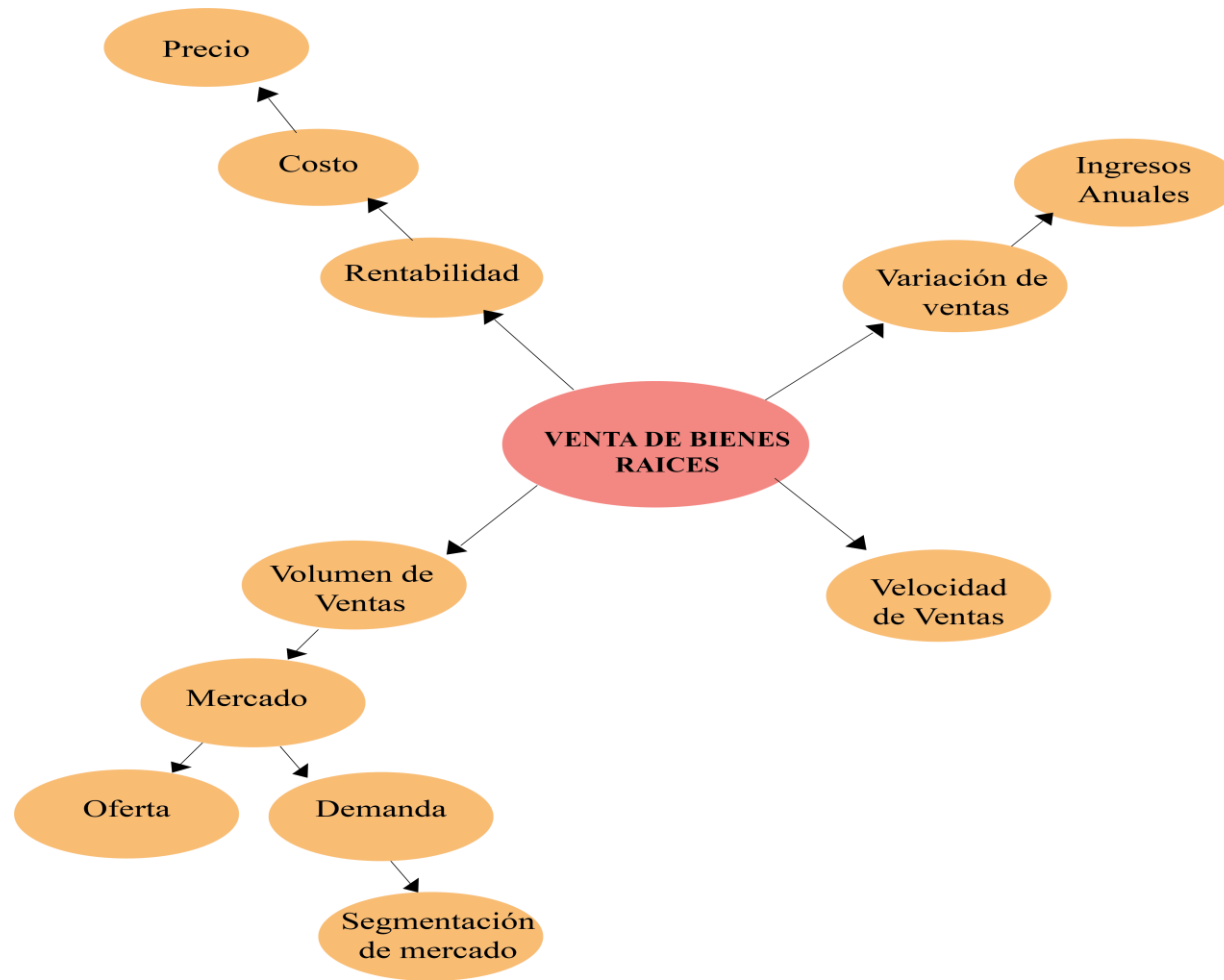 Precio
Costo
Rentabilidad
Ingresos
Anuales
Variación de
ventas
VENTA DE BIENES
RAICES
Volumen de
Ventas
Velocidad
de Ventas
Mercado
Oferta
Demanda
Segmentación
de mercado